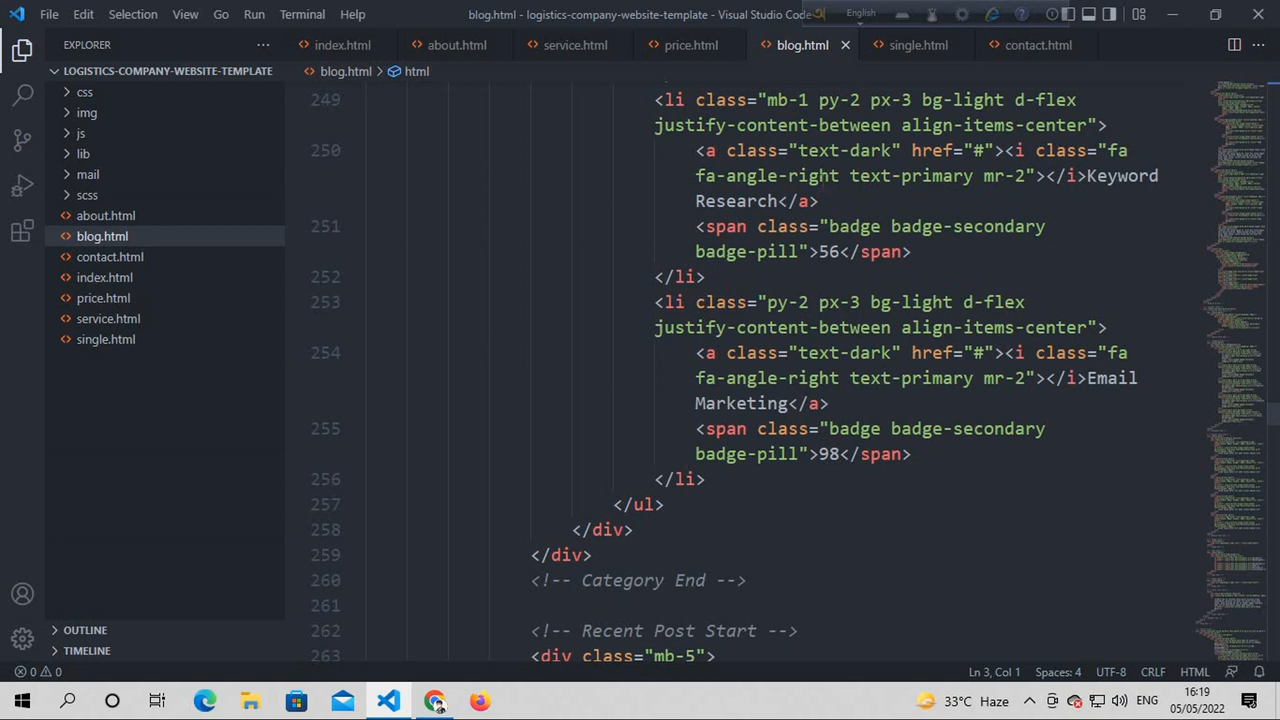 File Edit Selection View Go Run Terminal Help
blog.html - logistics-company-website-template - Visual Studio Code
English
EXPLORER
index.html about.html service.html price.html blog.html single.html contact.html
LOGISTICS-COMPANY-WEBSITE-TEMPLATE
blog.html > html
css
img
js
lib
mail
scss
about.html
blog.html
contact.html
index.html
price.html
service.html
single.html
OUTLINE
TIMELINE
249 <li class="mb-1 py-2 px-3 bg-light d-flex
justify-content-between align-items-center">
250 <a class="text-dark" href="#"><i class="fa
fa-angle-right text-primary mr-2"></i>Keyword
Research</a>
251 <span class="badge badge-secondary
badge-pill">56</span>
252 </li>
253 <li class="py-2 px-3 bg-light d-flex
justify-content-between align-items-center">
254 <a class="text-dark" href="#"><i class="fa
fa-angle-right text-primary mr-2"></i>Email
Marketing</a>
255 <span class="badge badge-secondary
badge-pill">98</span>
256 </li>
257 </ul>
258 </div>
259 </div>
260 <!-- Category End -->
261
262 <!-- Recent Post Start -->
263 <div class="mb-5">
0 0 Ln 3, Col 1 Spaces: 4 UTF-8 CRLF HTML
33°C Haze ENG 16:19
05/05/2022